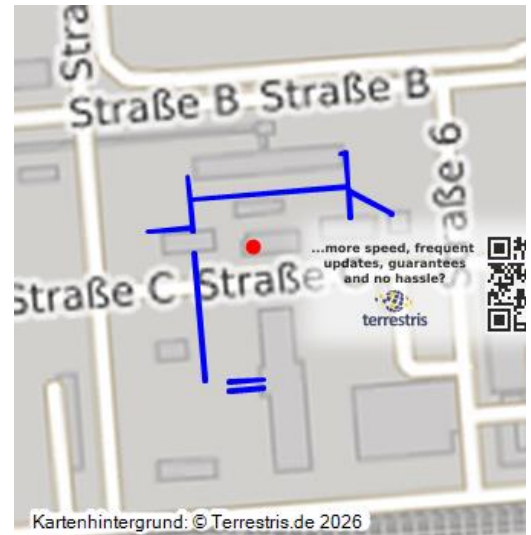 Straße B Straße B
Straße 6
...more speed, frequent
updates, guarantees
and no hassle?
terrestris
Straße C Straße
Kartenhintergrund: © Terrestris.de 2026